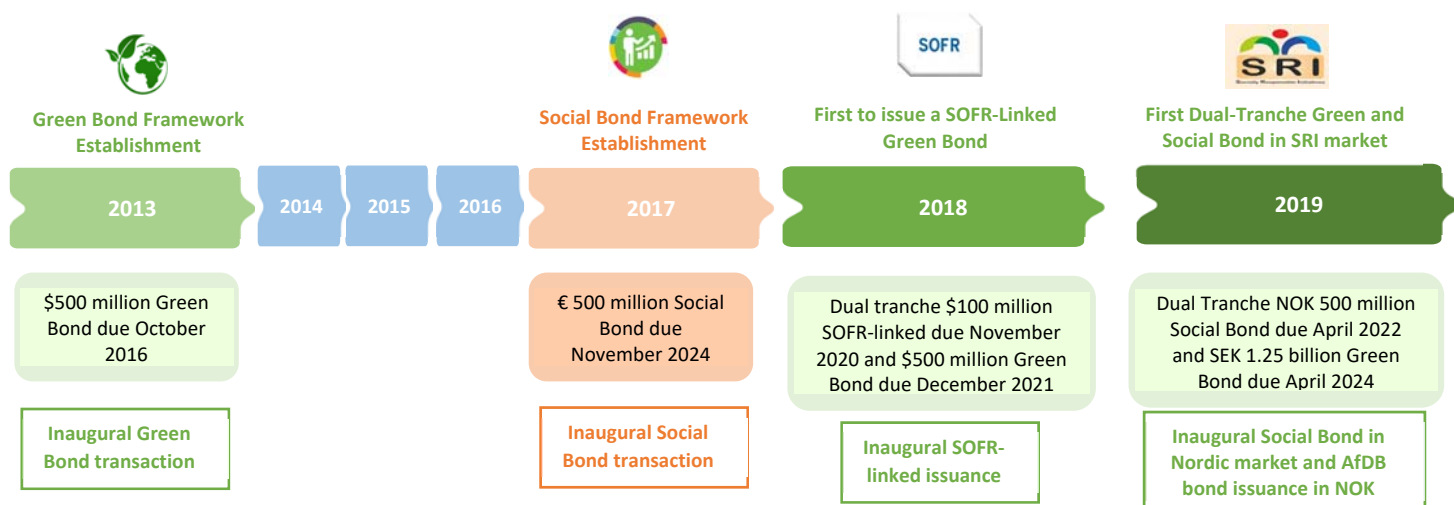 SOFR
SRI
Green Bond Framework
Establishment
Social Bond Framework
Establishment
First to issue a SOFR-Linked
Green Bond
First Dual-Tranche Green and
Social Bond in SRI market
2013
2014
2015
2016
2017
2018
2019
$500 million Green
Bond due October
2016
€ 500 million Social
Bond due
November 2024
Dual tranche $100 million
SOFR-linked due November
2020 and $500 million Green
Bond due December 2021
Dual Tranche NOK 500 million
Social Bond due April 2022
and SEK 1.25 billion Green
Bond due April 2024
Inaugural Green
Bond transaction
Inaugural Social
Bond transaction
Inaugural SOFR-
linked issuance
Inaugural Social Bond in
Nordic market and AfDB
bond issuance in NOK